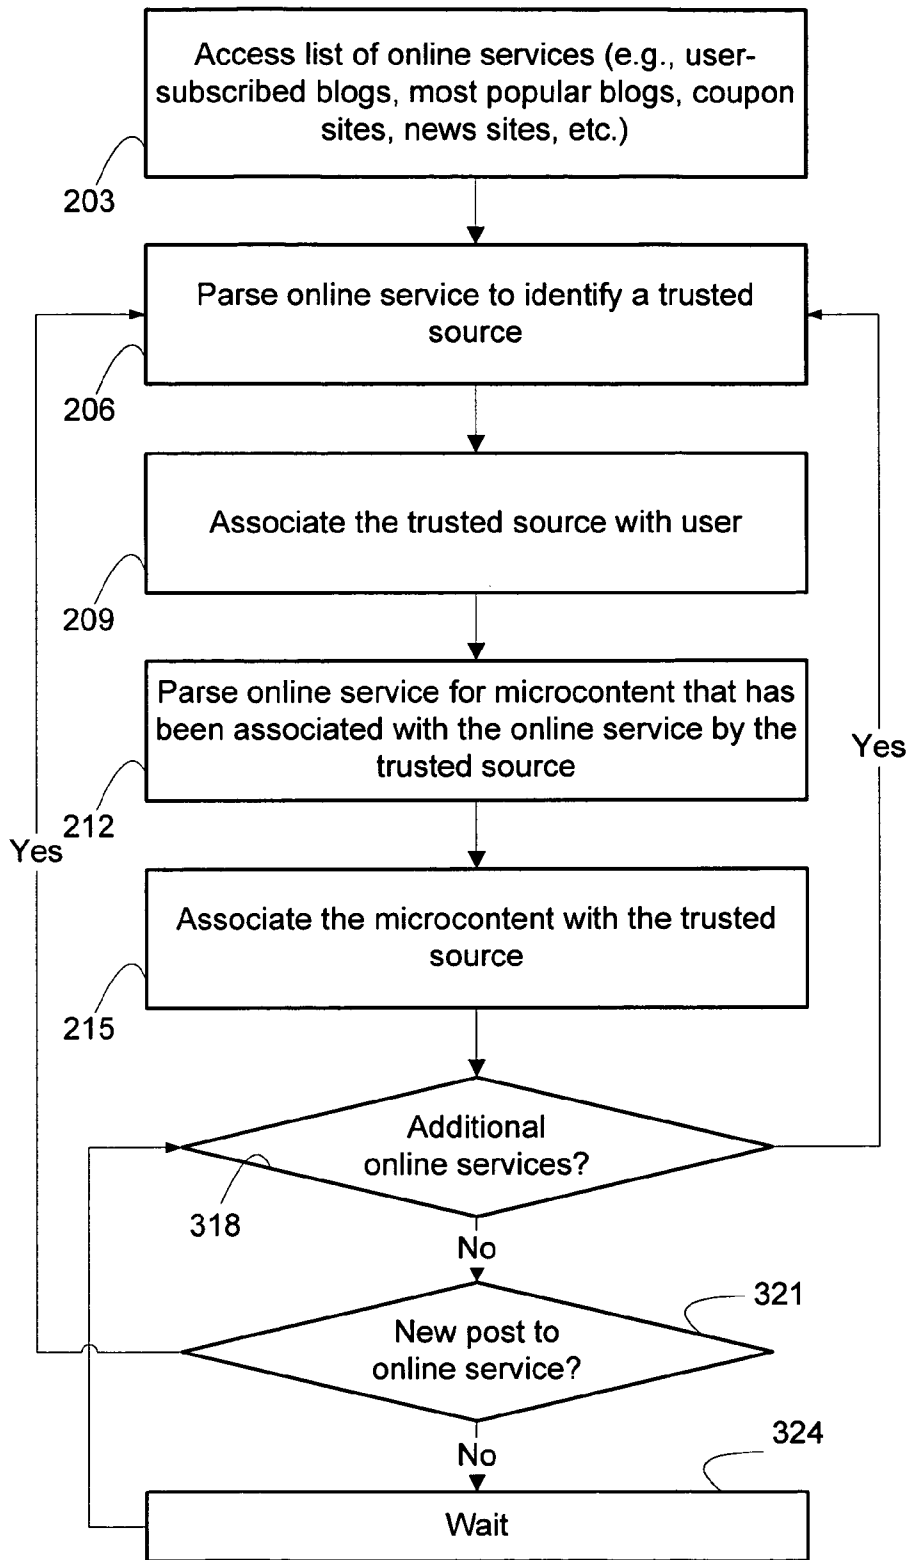 Access list of online services (e.g., user-
subscribed blogs, most popular blogs, coupon
sites, news sites, etc.)
203
Parse online service to identify a trusted
source
206
Associate the trusted source with user
209
Parse online service for microcontent that has
been associated with the online service by the
trusted source
Yes
212
Yes
Associate the microcontent with the trusted
source
215
Additional
online services?
318
No
321
New post to
online service?
No
324
Wait